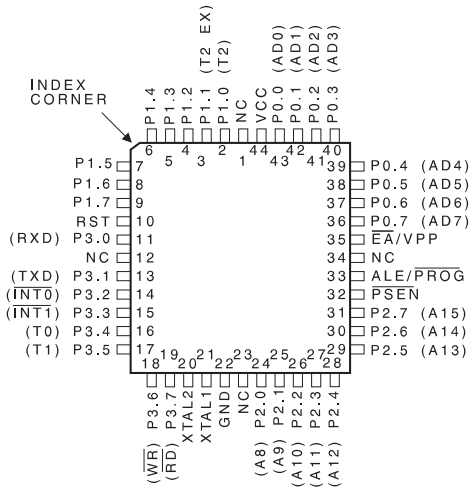 INDEX
CORNER
P1.4
P1.3
P1.2
P1.1 (T2 EX)
P1.0 (T2)
NC
VCC
P0.0 (AD0)
P0.1 (AD1)
P0.2 (AD2)
P0.3 (AD3)
6
5
4
3
2
1
44
43
42
41
40
P1.5 7
P1.6 8
P1.7 9
RST 10
(RXD) P3.0 11
NC 12
(TXD) P3.1 13
(INT0) P3.2 14
(INT1) P3.3 15
(T0) P3.4 16
(T1) P3.5 17
39 P0.4 (AD4)
38 P0.5 (AD5)
37 P0.6 (AD6)
36 P0.7 (AD7)
35 EA/VPP
34 NC
33 ALE/PROG
32 PSEN
31 P2.7 (A15)
30 P2.6 (A14)
29 P2.5 (A13)
18
19
20
21
22
23
24
25
26
27
28
(WR) P3.6
(RD) P3.7
XTAL2
XTAL1
GND
NC
(A8) P2.0
(A9) P2.1
(A10) P2.2
(A11) P2.3
(A12) P2.4